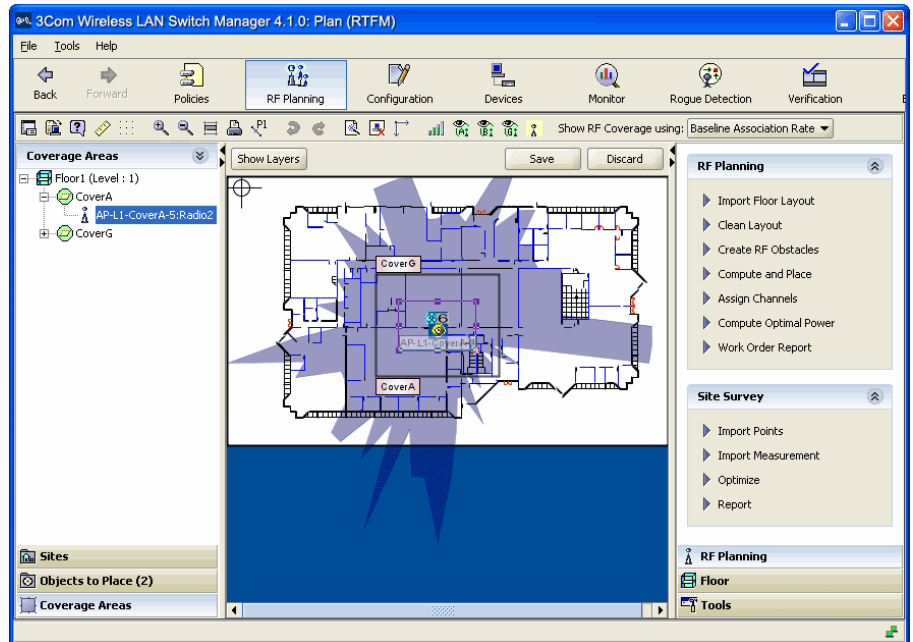 3Com Wireless LAN Switch Manager 4.1.0: Plan (RTFM)
File Tools Help
Back Forward Policies RF Planning Configuration Devices Monitor Rogue Detection Verification
Show RF Coverage using: Baseline Association Rate
Coverage Areas
Floor1 (Level : 1)
CoverA
AP-L1-CoverA-5:Radio2
CoverG
Sites
Objects to Place (2)
Coverage Areas
Show Layers Save Discard
CoverG
AP-L1-CoverA
CoverA
RF Planning
Import Floor Layout
Clean Layout
Create RF Obstacles
Compute and Place
Assign Channels
Compute Optimal Power
Work Order Report
Site Survey
Import Points
Import Measurement
Optimize
Report
RF Planning
Floor
Tools